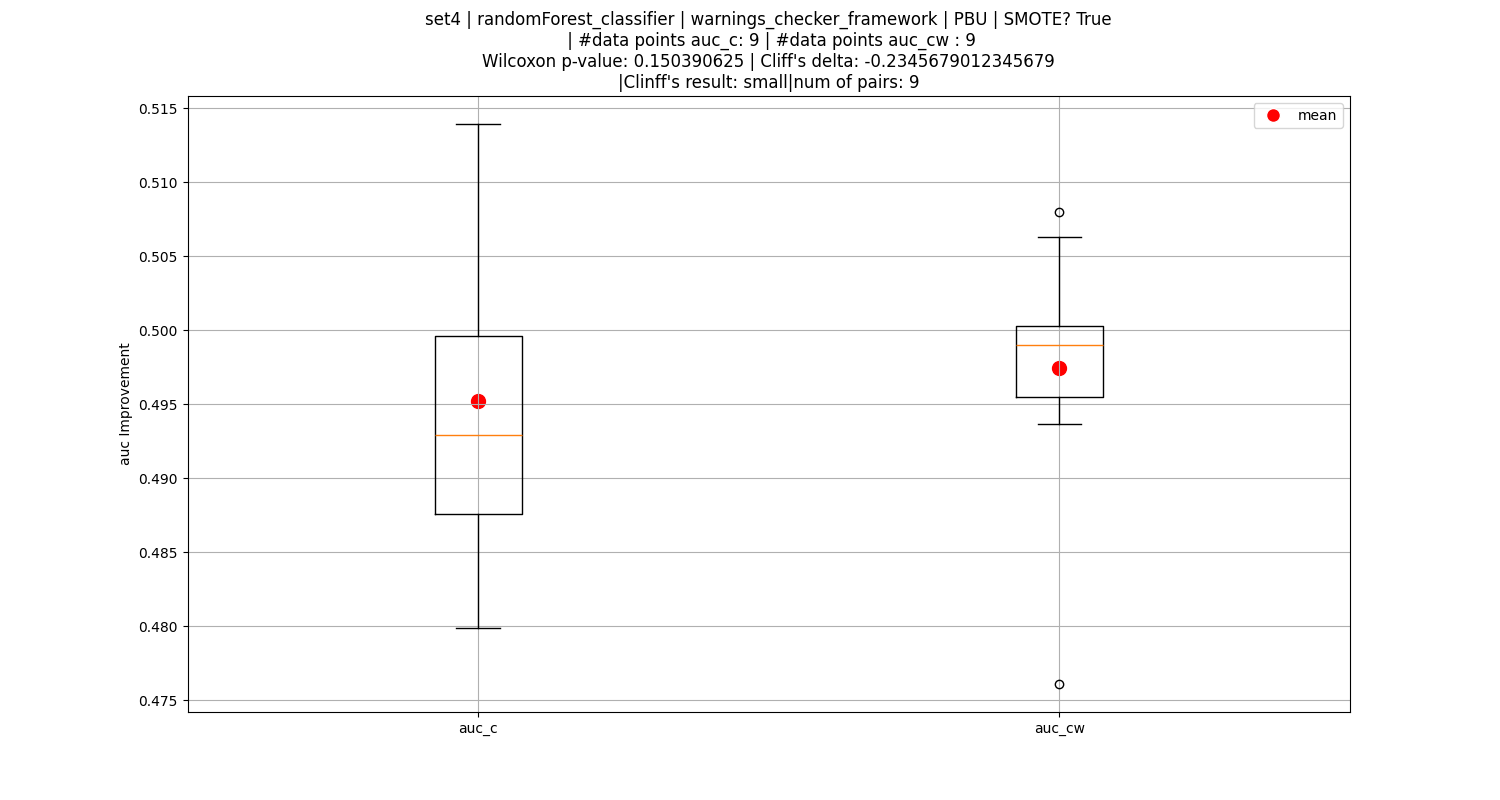 set4 | randomForest_classifier | warnings_checker_framework | PBU | SMOTE? True
| #data points auc_c: 9 | #data points auc_cw : 9
Wilcoxon p-value: 0.150390625 | Cliff's delta: -0.2345679012345679
|Clinff's result: small|num of pairs: 9
mean
0.515
0.510
0.505
0.500
0.495
0.490
0.485
0.480
0.475
auc Improvement
auc_c
auc_cw